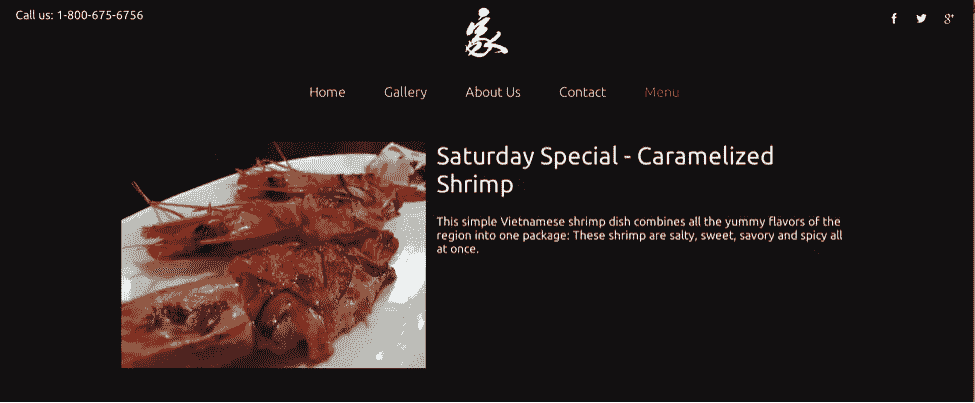 Call us: 1-800-675-6756
家
Home Gallery About Us Contact Menu
Saturday Special - Caramelized
Shrimp
This simple Vietnamese shrimp dish combines all the yummy flavors of the
region into one package: These shrimp are salty, sweet, savory and spicy all
at once.